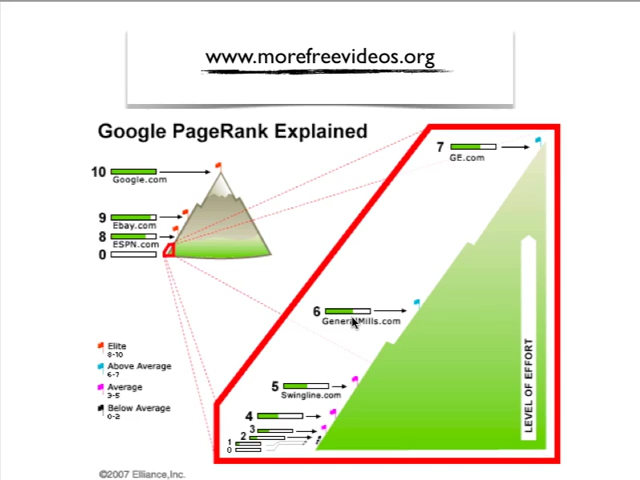 www.morefreevideos.org
Google PageRank Explained
10
Google.com
9
Ebay.com
8
ESPN.com
0
7
GE.com
6
GeneralMills.com
5
Swingline.com
4
3
2
1
0
LEVEL OF EFFORT
Elite
8-10
Above Average
6-7
Average
3-5
Below Average
0-2
©2007 Elliance,Inc.